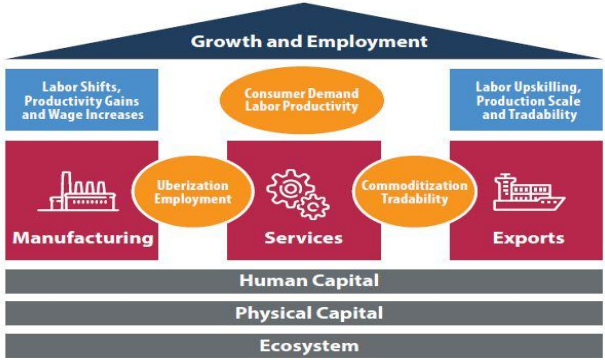 Growth and Employment
Labor Shifts,
Productivity Gains
and Wage Increases
Consumer Demand
Labor Productivity
Labor Upskilling,
Production Scale
and Tradability
Uberization
Employment
Commoditization
Tradability
Manufacturing
Services
Exports
Human Capital
Physical Capital
Ecosystem